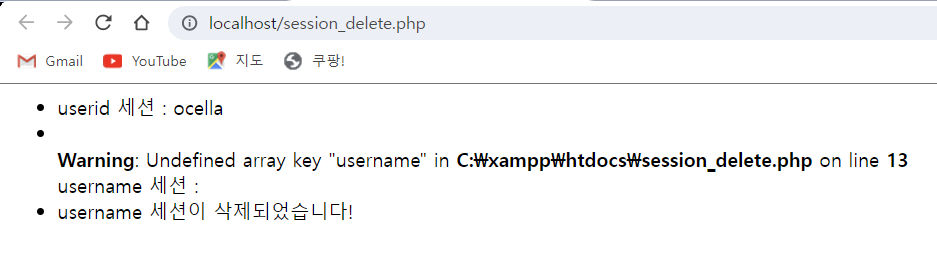 localhost/session_delete.php
Gmail YouTube 지도 쿠팡!
userid 세션 : ocella
Warning: Undefined array key "username" in C:₩xampp₩htdocs₩session_delete.php on line 13
username 세션 :
username 세션이 삭제되었습니다!